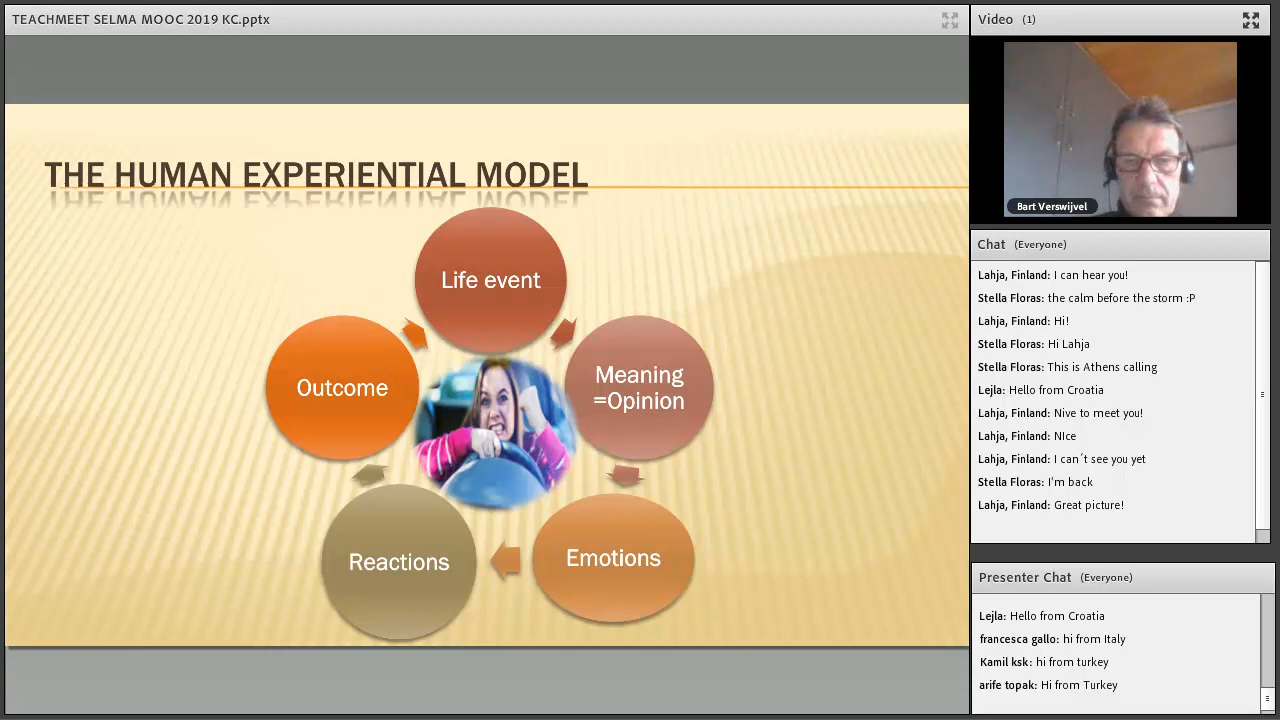 TEACHMEET SELMA MOOC 2019 KC.pptx
THE HUMAN EXPERIENTIAL MODEL
Life event
Meaning
=Opinion
Emotions
Reactions
Outcome
Video (1)
Bart Verswijvel
Chat (Everyone)
Lahja, Finland: I can hear you!
Stella Floras: the calm before the storm :P
Lahja, Finland: Hi!
Stella Floras: Hi Lahja
Stella Floras: This is Athens calling
Lejla: Hello from Croatia
Lahja, Finland: Nive to meet you!
Lahja, Finland: NIce
Lahja, Finland: I can´t see you yet
Stella Floras: I'm back
Lahja, Finland: Great picture!
Presenter Chat (Everyone)
Lejla: Hello from Croatia
francesca gallo: hi from Italy
Kamil ksk: hi from turkey
arife topak: Hi from Turkey